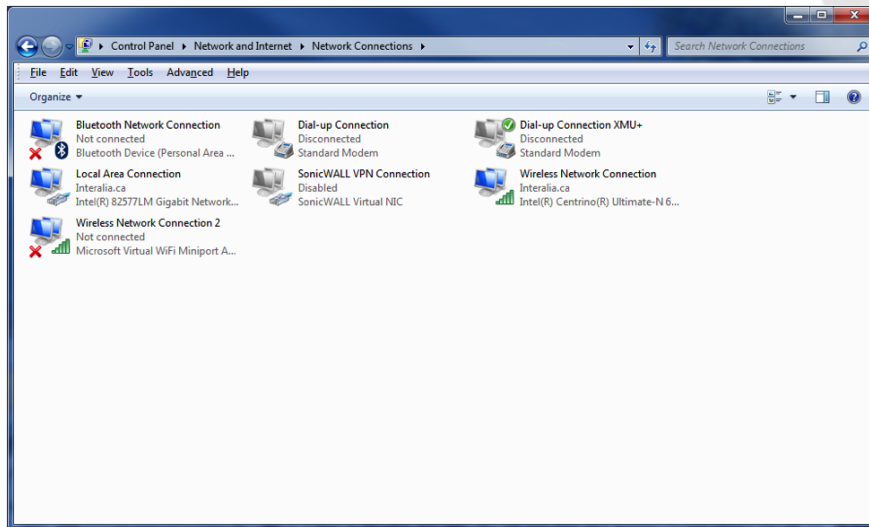 Control Panel Network and Internet Network Connections Search Network Connections
File Edit View Tools Advanced Help
Organize
Bluetooth Network Connection
Not connected
Bluetooth Device (Personal Area ...
Dial-up Connection
Disconnected
Standard Modem
Dial-up Connection XMU+
Disconnected
Standard Modem
Local Area Connection
Interalia.ca
Intel(R) 82577LM Gigabit Network...
SonicWALL VPN Connection
Disabled
SonicWALL Virtual NIC
Wireless Network Connection
Interalia.ca
Intel(R) Centrino(R) Ultimate-N 6...
Wireless Network Connection 2
Not connected
Microsoft Virtual WiFi Miniport A...